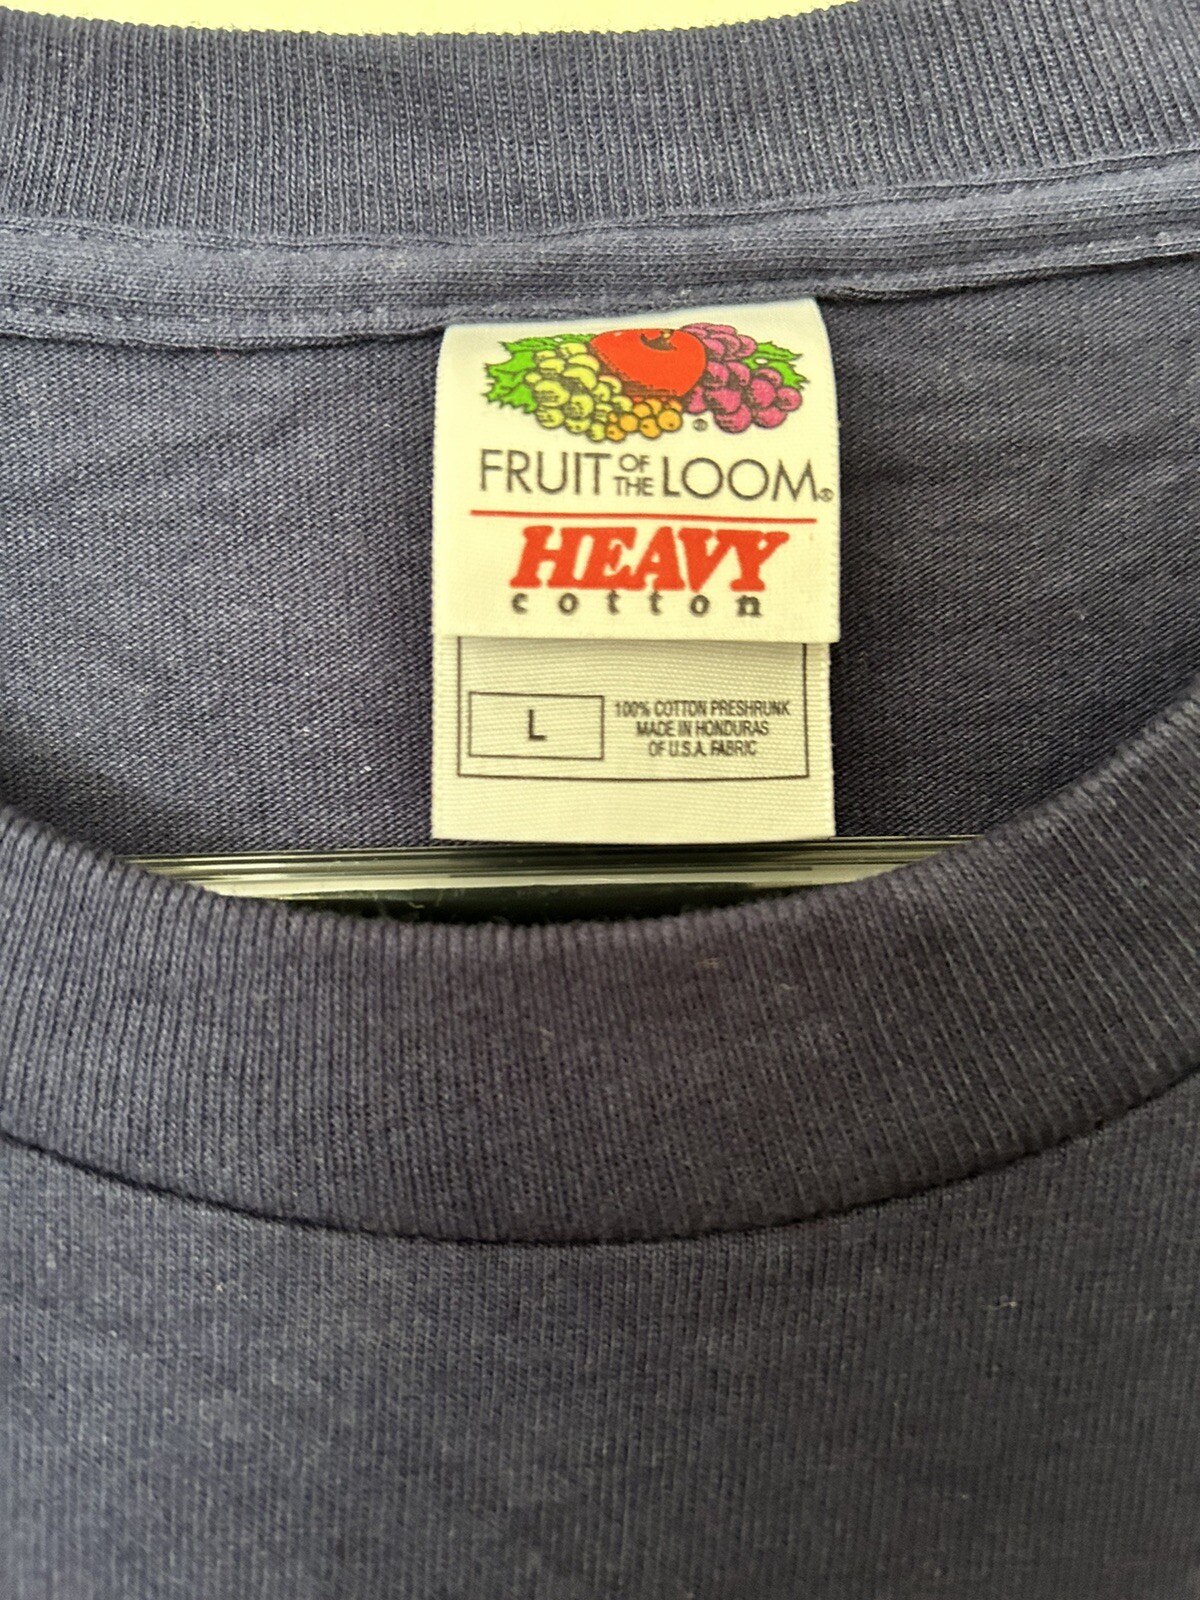 FRUIT OF THE LOOM®
HEAVY
cotton
L
100% COTTON PRESHRUNK
MADE IN HONDURAS
OF U.S.A. FABRIC